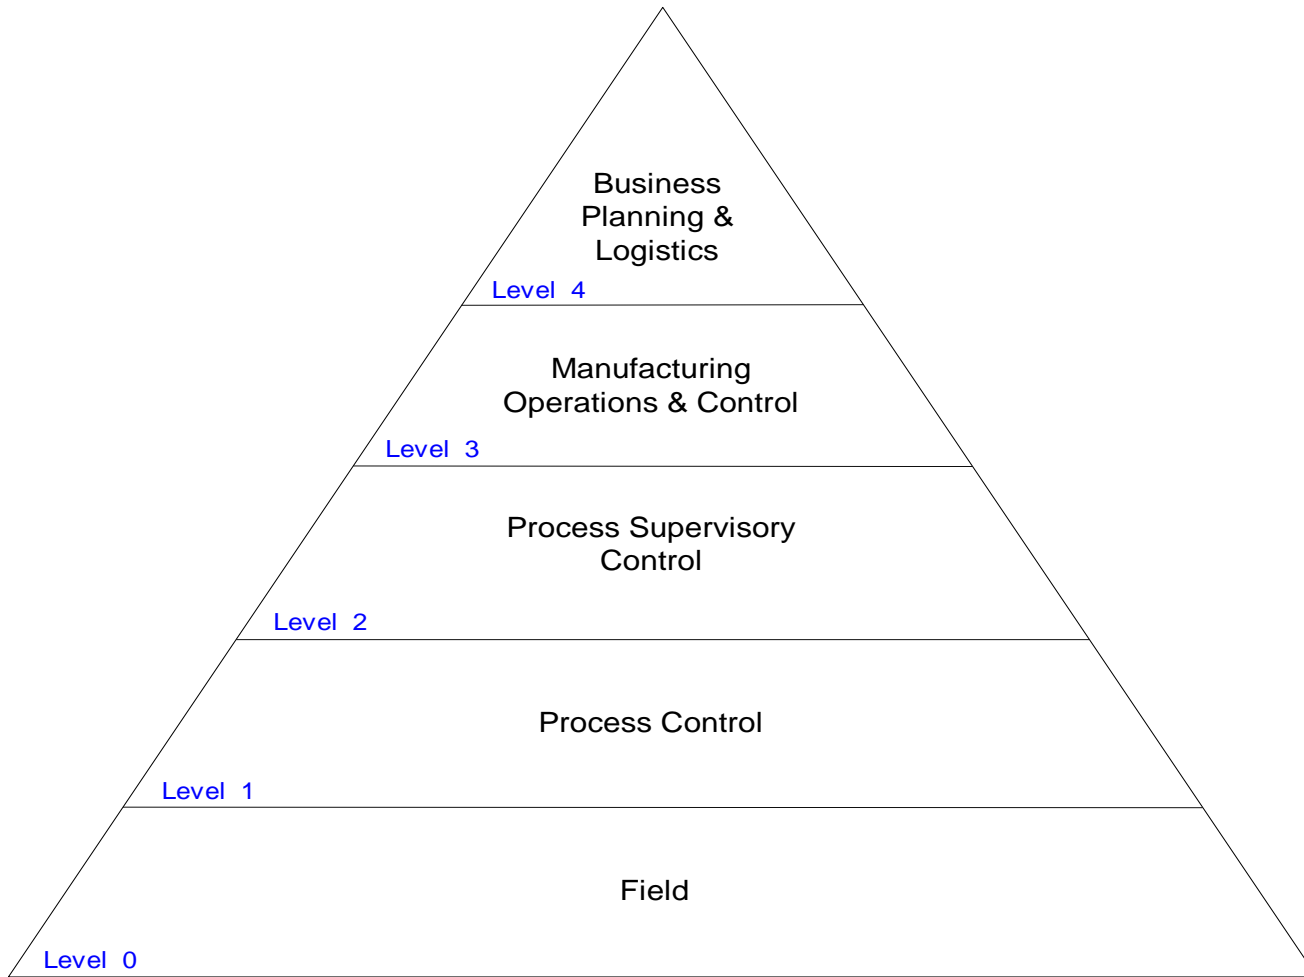 Business
Planning &
Logistics
Level 4
Manufacturing
Operations & Control
Level 3
Process Supervisory
Control
Level 2
Process Control
Level 1
Field
Level 0